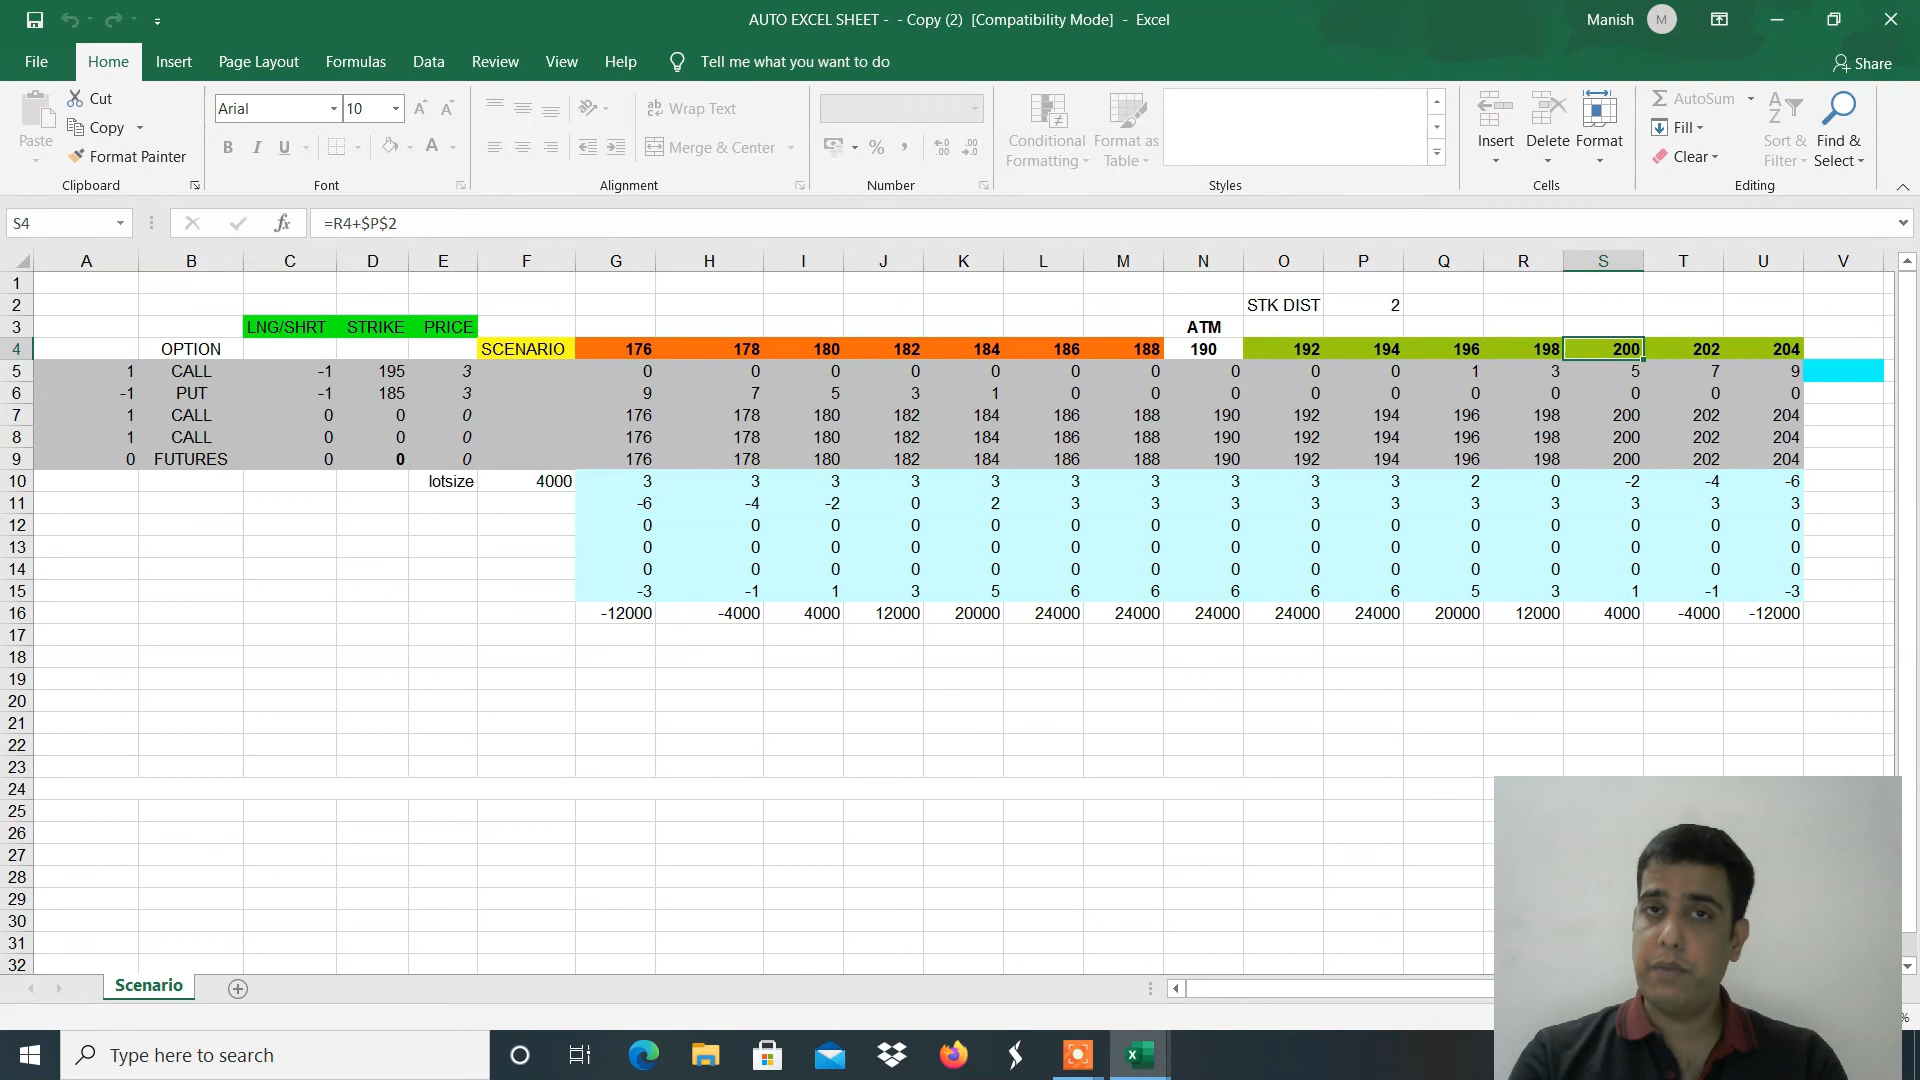 AUTO EXCEL SHEET - - Copy (2) [Compatibility Mode] - Excel
Manish M
File Home Insert Page Layout Formulas Data Review View Help Tell me what you want to do Share
Cut
Copy
Format Painter
Paste
Clipboard
Arial 10
B I U
Font
Wrap Text
Merge & Center
Alignment
Number
Conditional Formatting
Format as Table
Styles
Insert Delete Format
Cells
AutoSum
Fill
Clear
Sort & Filter
Find & Select
Editing
S4 fx =R4+$P$2
A B C D E F G H I J K L M N O P Q R S T U V
1
2 STK DIST 2
3 LNG/SHRT STRIKE PRICE ATM
4 OPTION SCENARIO 176 178 180 182 184 186 188 190 192 194 196 198 200 202 204
5 1 CALL -1 195 3 0 0 0 0 0 0 0 0 0 0 1 3 5 7 9
6 -1 PUT -1 185 3 9 7 5 3 1 0 0 0 0 0 0 0 0 0 0
7 1 CALL 0 0 0 176 178 180 182 184 186 188 190 192 194 196 198 200 202 204
8 1 CALL 0 0 0 176 178 180 182 184 186 188 190 192 194 196 198 200 202 204
9 0 FUTURES 0 0 0 176 178 180 182 184 186 188 190 192 194 196 198 200 202 204
10 lotsize 4000 3 3 3 3 3 3 3 3 3 3 2 0 -2 -4 -6
11 -6 -4 -2 0 2 3 3 3 3 3 3 3 3 3 3
12 0 0 0 0 0 0 0 0 0 0 0 0 0 0 0
13 0 0 0 0 0 0 0 0 0 0 0 0 0 0 0
14 0 0 0 0 0 0 0 0 0 0 0 0 0 0 0
15 -3 -1 1 3 5 6 6 6 6 6 5 3 1 -1 -3
16 -12000 -4000 4000 12000 20000 24000 24000 24000 24000 24000 20000 12000 4000 -4000 -12000
17
18
19
20
21
22
23
24
25
26
27
28
29
30
31
32
Scenario
%
Type here to search